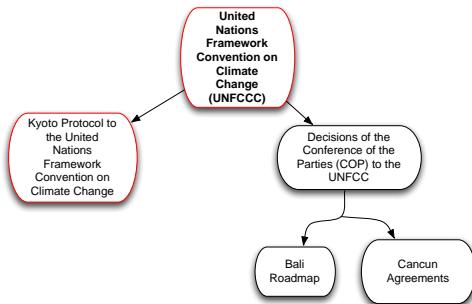 United
Nations
Framework
Convention on
Climate
Change
(UNFCCC)
Kyoto Protocol to
the United
Nations
Framework
Convention on
Climate Change
Decisions of the
Conference of the
Parties (COP) to the
UNFCC
Bali
Roadmap
Cancun
Agreements